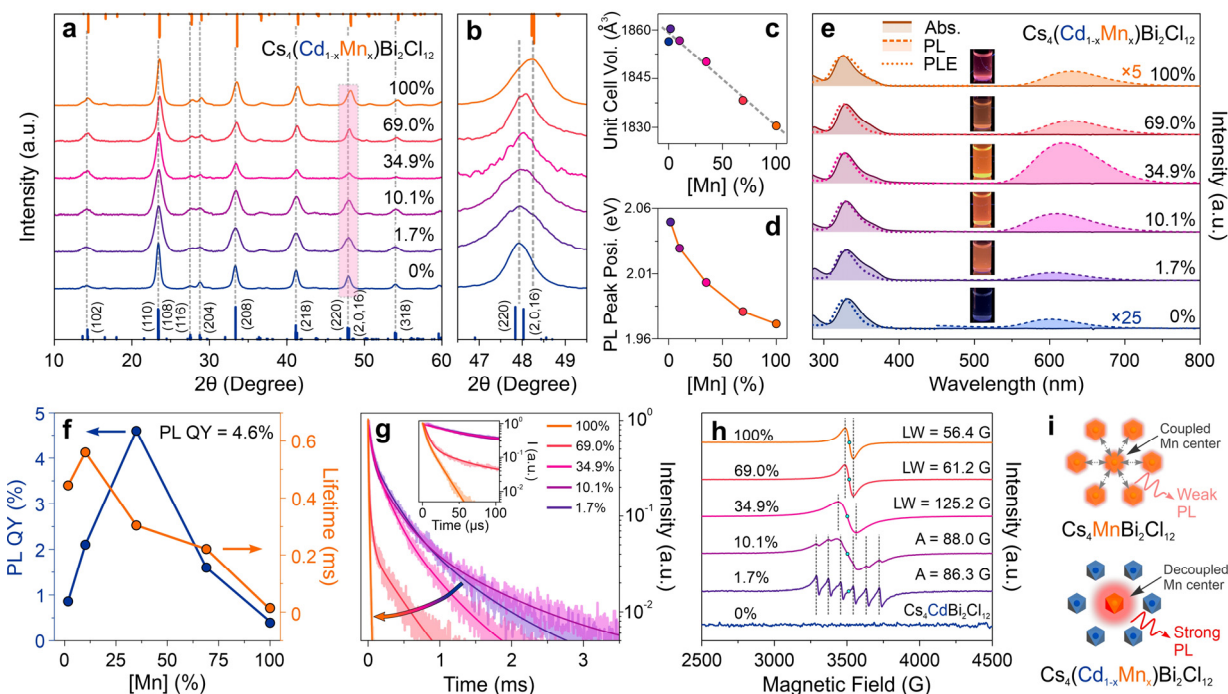 a
Cs₄(Cd₁₋ₓMnₓ)Bi₂Cl₁₂
100%
69.0%
34.9%
10.1%
1.7%
0%
(102)
(110)
(108)
(116)
(204)
(208)
(218)
(220)
(2,0,16)
(318)
Intensity (a.u.)
10 20 30 40 50 60
2θ (Degree)
b
(220)
(2,0,16)
47 48 49
2θ (Degree)
c
Unit Cell Vol. (Å³)
1860
1845
1830
0 50 100
[Mn] (%)
d
PL Peak Posi. (eV)
2.06
2.01
1.96
0 50 100
[Mn] (%)
e
Abs.
PL
PLE
Cs₄(Cd₁₋ₓMnₓ)Bi₂Cl₁₂
×5 100%
69.0%
34.9%
10.1%
1.7%
×25 0%
Intensity (a.u.)
300 400 500 600 700 800
Wavelength (nm)
f
PL QY = 4.6%
PL QY (%)
5
4
3
2
1
0
Lifetime (ms)
0.6
0.4
0.2
0
0 25 50 75 100
[Mn] (%)
g
I (a.u.)
10⁰
10⁻¹
10⁻²
0 50 100
Time (µs)
100%
69.0%
34.9%
10.1%
1.7%
10⁰
10⁻¹
10⁻²
Intensity (a.u.)
0 1 2 3
Time (ms)
h
100% LW = 56.4 G
69.0% LW = 61.2 G
34.9% LW = 125.2 G
10.1% A = 88.0 G
1.7% A = 86.3 G
0% Cs₄CdBi₂Cl₁₂
Intensity (a.u.)
2500 3000 3500 4000 4500
Magnetic Field (G)
i
Coupled
Mn center
Weak
PL
Cs₄MnBi₂Cl₁₂
Decoupled
Mn center
Strong
PL
Cs₄(Cd₁₋ₓMnₓ)Bi₂Cl₁₂